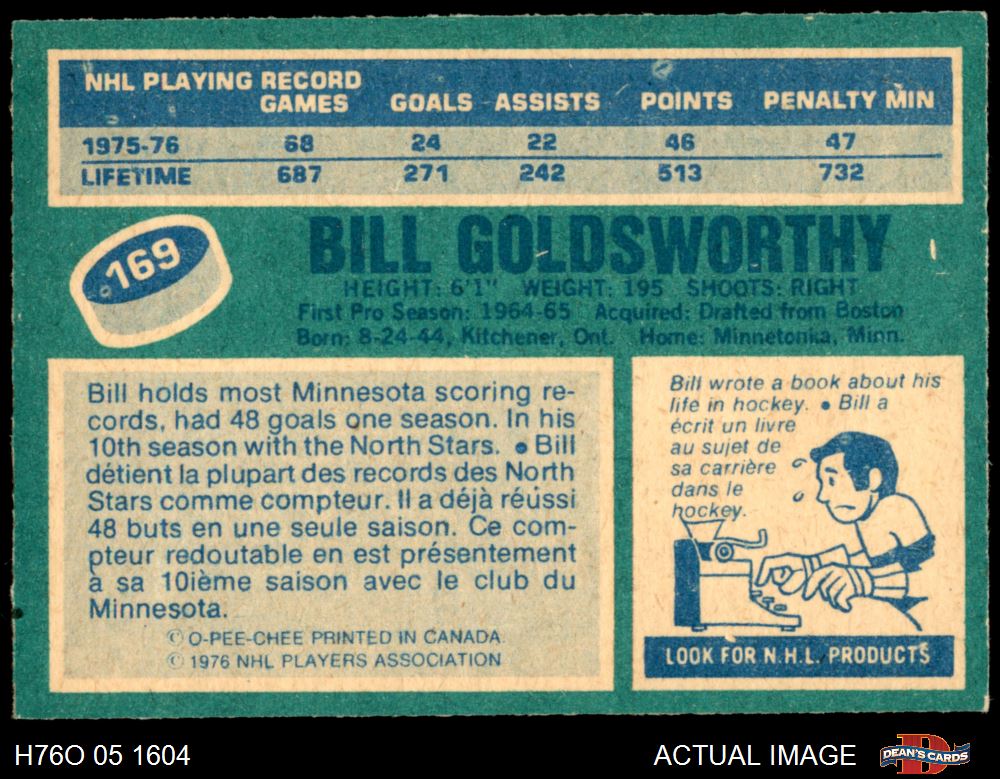 NHL PLAYING RECORD
GAMES GOALS ASSISTS POINTS PENALTY MIN
1975-76 68 24 22 46 47
LIFETIME 687 271 242 513 732
169
BILL GOLDSWORTHY
HEIGHT: 6'1" WEIGHT: 195 SHOOTS: RIGHT
First Pro Season: 1964-65 Acquired: Drafted from Boston
Born: 8-24-44, Kitchener, Ont. Home: Minnetonka, Minn.
Bill holds most Minnesota scoring re-
cords, had 48 goals one season. In his
10th season with the North Stars. ● Bill
détient la plupart des records des North
Stars comme compteur. Il a déjà réussi
48 buts en une seule saison. Ce com-
pteur redoutable en est présentement
à sa 10ième saison avec le club du
Minnesota.
© O-PEE-CHEE PRINTED IN CANADA
© 1976 NHL PLAYERS ASSOCIATION
Bill wrote a book about his
life in hockey. ● Bill a
écrit un livre
au sujet de
sa carrière
dans le
hockey.
LOOK FOR N.H.L. PRODUCTS
H76O 05 1604
ACTUAL IMAGE
DEAN'S CARDS